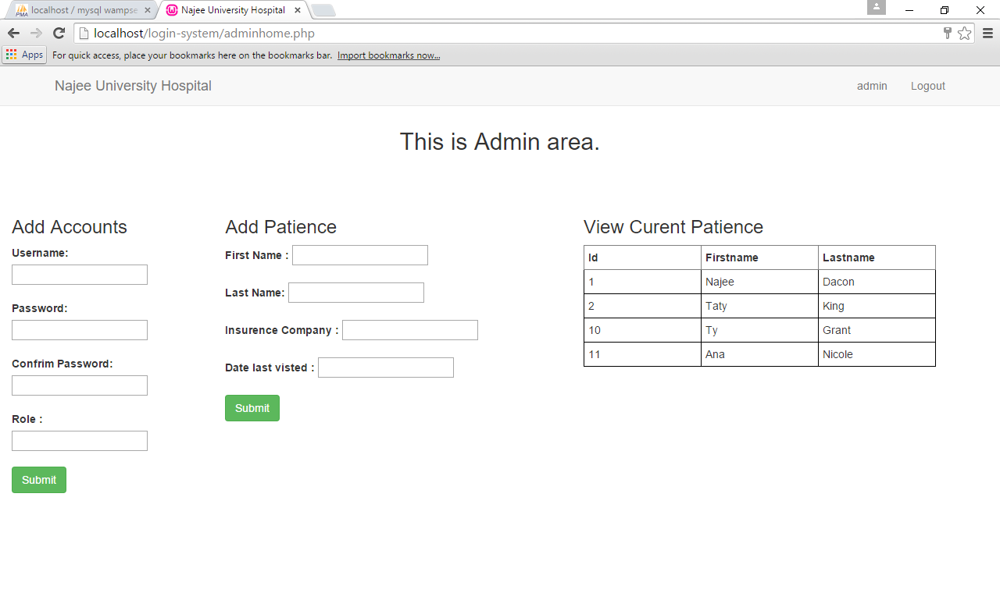 localhost / mysql wampse
Najee University Hospital
localhost/login-system/adminhome.php
Apps For quick access, place your bookmarks here on the bookmarks bar. Import bookmarks now...
Najee University Hospital admin Logout
This is Admin area.
Add Accounts
Username:
Password:
Confrim Password:
Role :
Submit
Add Patience
First Name :
Last Name:
Insurence Company :
Date last visted :
Submit
View Curent Patience
Id Firstname Lastname
1 Najee Dacon
2 Taty King
10 Ty Grant
11 Ana Nicole